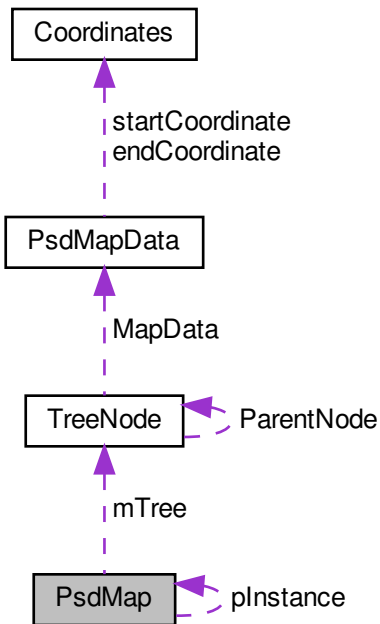 Coordinates
startCoordinate
endCoordinate
PsdMapData
MapData
TreeNode
ParentNode
mTree
PsdMap
pInstance